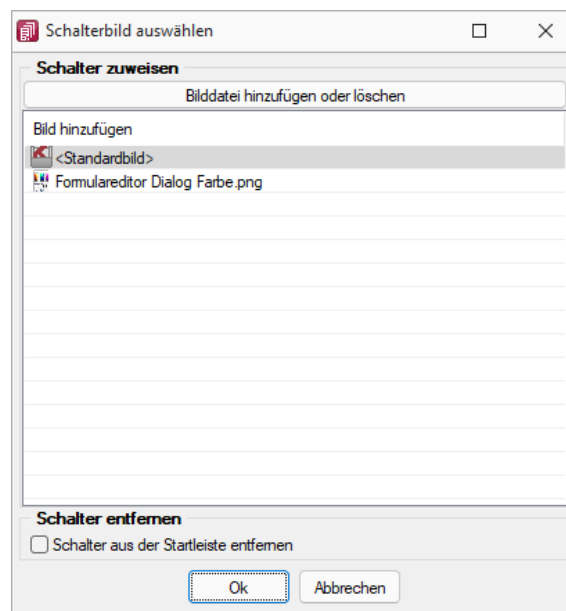 Schalterbild auswählen
Schalter zuweisen
Bilddatei hinzufügen oder löschen
Bild hinzufügen
<Standardbild>
Formulareditor Dialog Farbe.png
Schalter entfernen
Schalter aus der Startleiste entfernen
Ok
Abbrechen